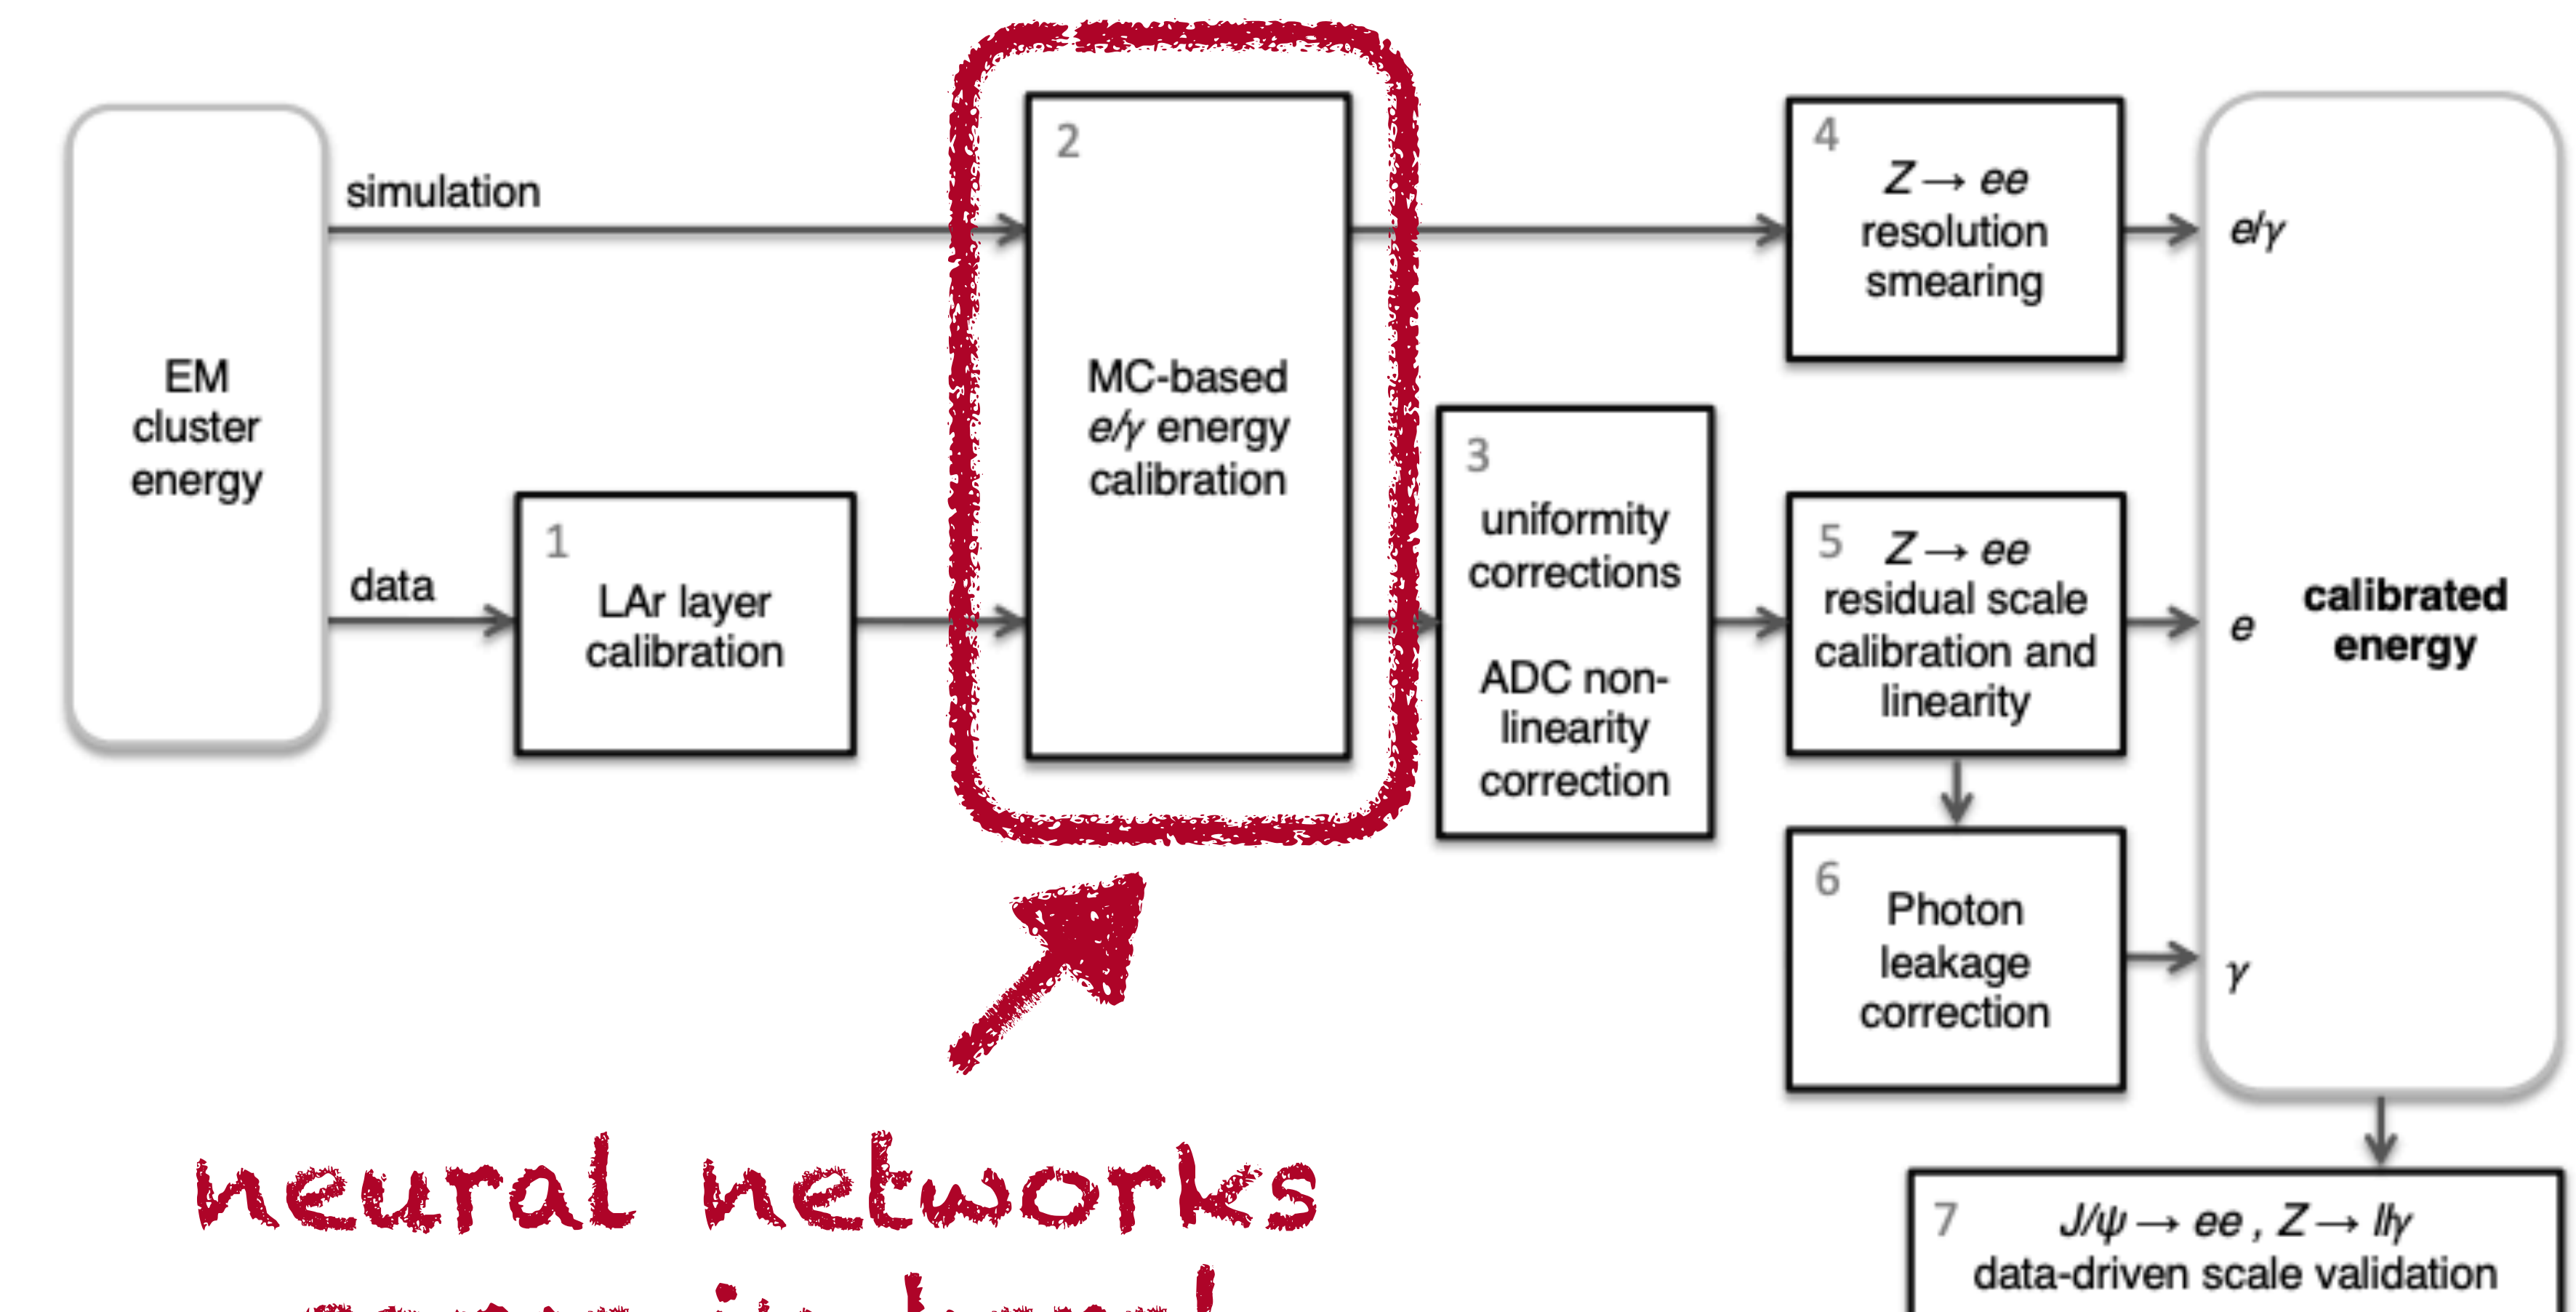 EM
cluster
energy
simulation
data
1
LAr layer
calibration
2
MC-based
e/γ energy
calibration
3
uniformity
corrections
ADC non-
linearity
correction
4
Z → ee
resolution
smearing
5 Z → ee
residual scale
calibration and
linearity
6
Photon
leakage
correction
e/γ
e
γ
calibrated
energy
7 J/ψ → ee , Z → llγ
data-driven scale validation
neural networks